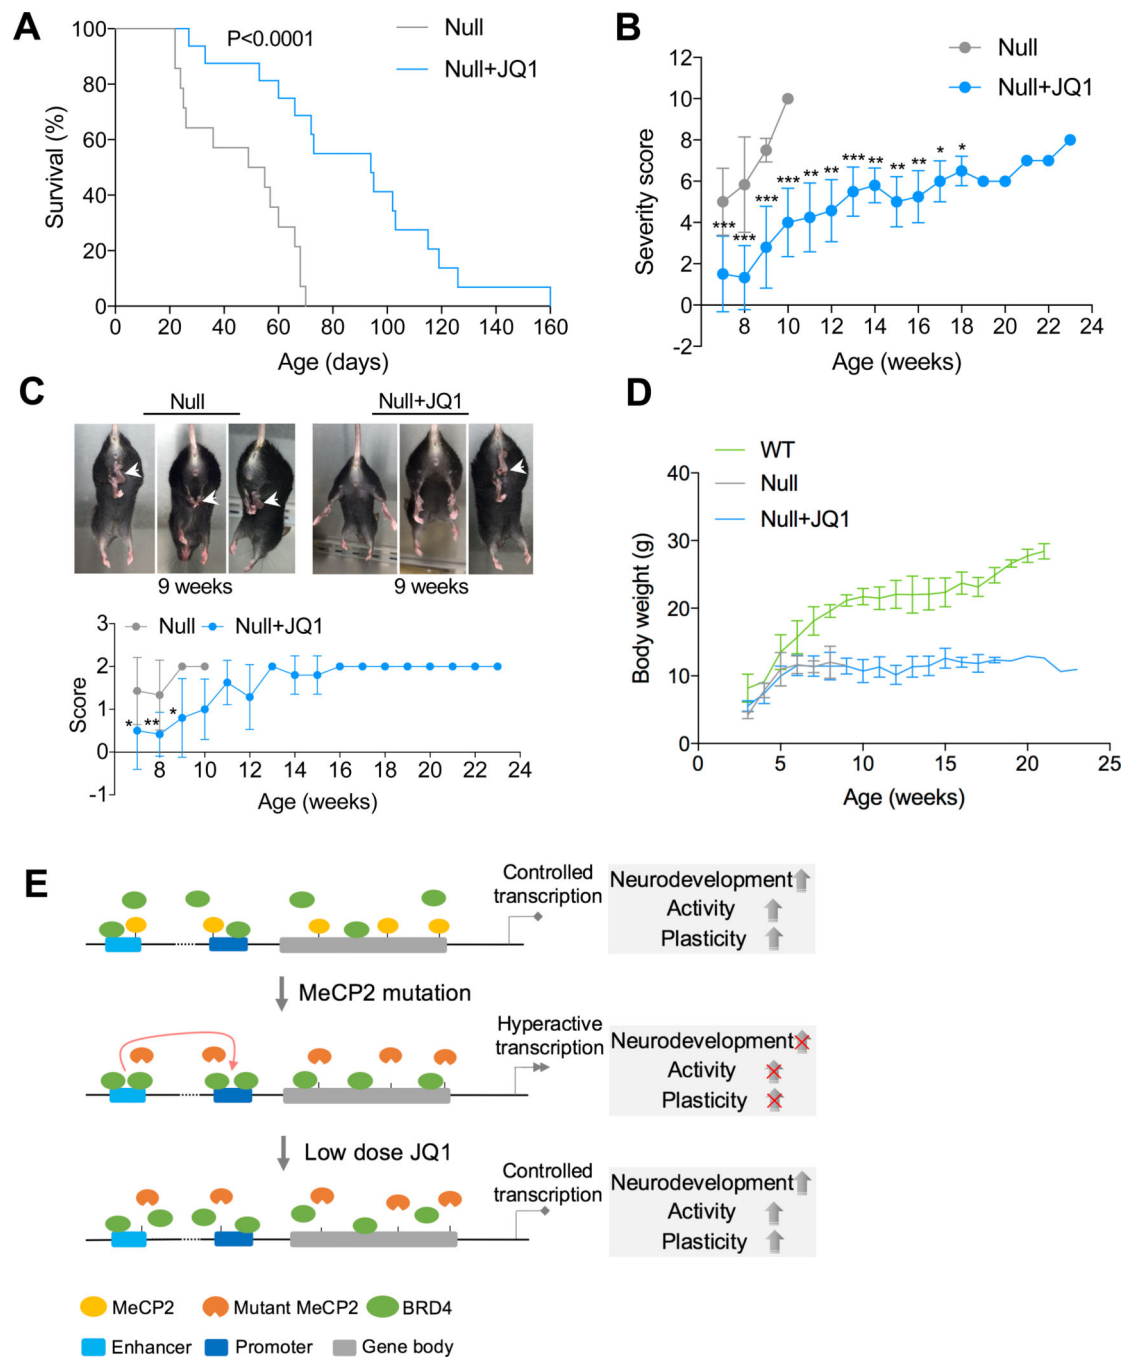 A
P<0.0001
Null
Null+JQ1
100
80
60
40
20
0
Survival (%)
0 20 40 60 80 100 120 140 160
Age (days)
B
Null
Null+JQ1
12
10
8
6
4
2
0
-2
Severity score
*** *** *** *** ** ** *** ** ** ** * *
8 10 12 14 16 18 20 22 24
Age (weeks)
C
Null
Null+JQ1
9 weeks
9 weeks
Null Null+JQ1
3
2
1
0
-1
Score
* ** *
8 10 12 14 16 18 20 22 24
Age (weeks)
D
WT
Null
Null+JQ1
40
30
20
10
0
Body weight (g)
0 5 10 15 20 25
Age (weeks)
E
Controlled
transcription
Neurodevelopment
Activity
Plasticity
MeCP2 mutation
Hyperactive
transcription
Neurodevelopment
Activity
Plasticity
Low dose JQ1
Controlled
transcription
Neurodevelopment
Activity
Plasticity
MeCP2 Mutant MeCP2 BRD4
Enhancer Promoter Gene body